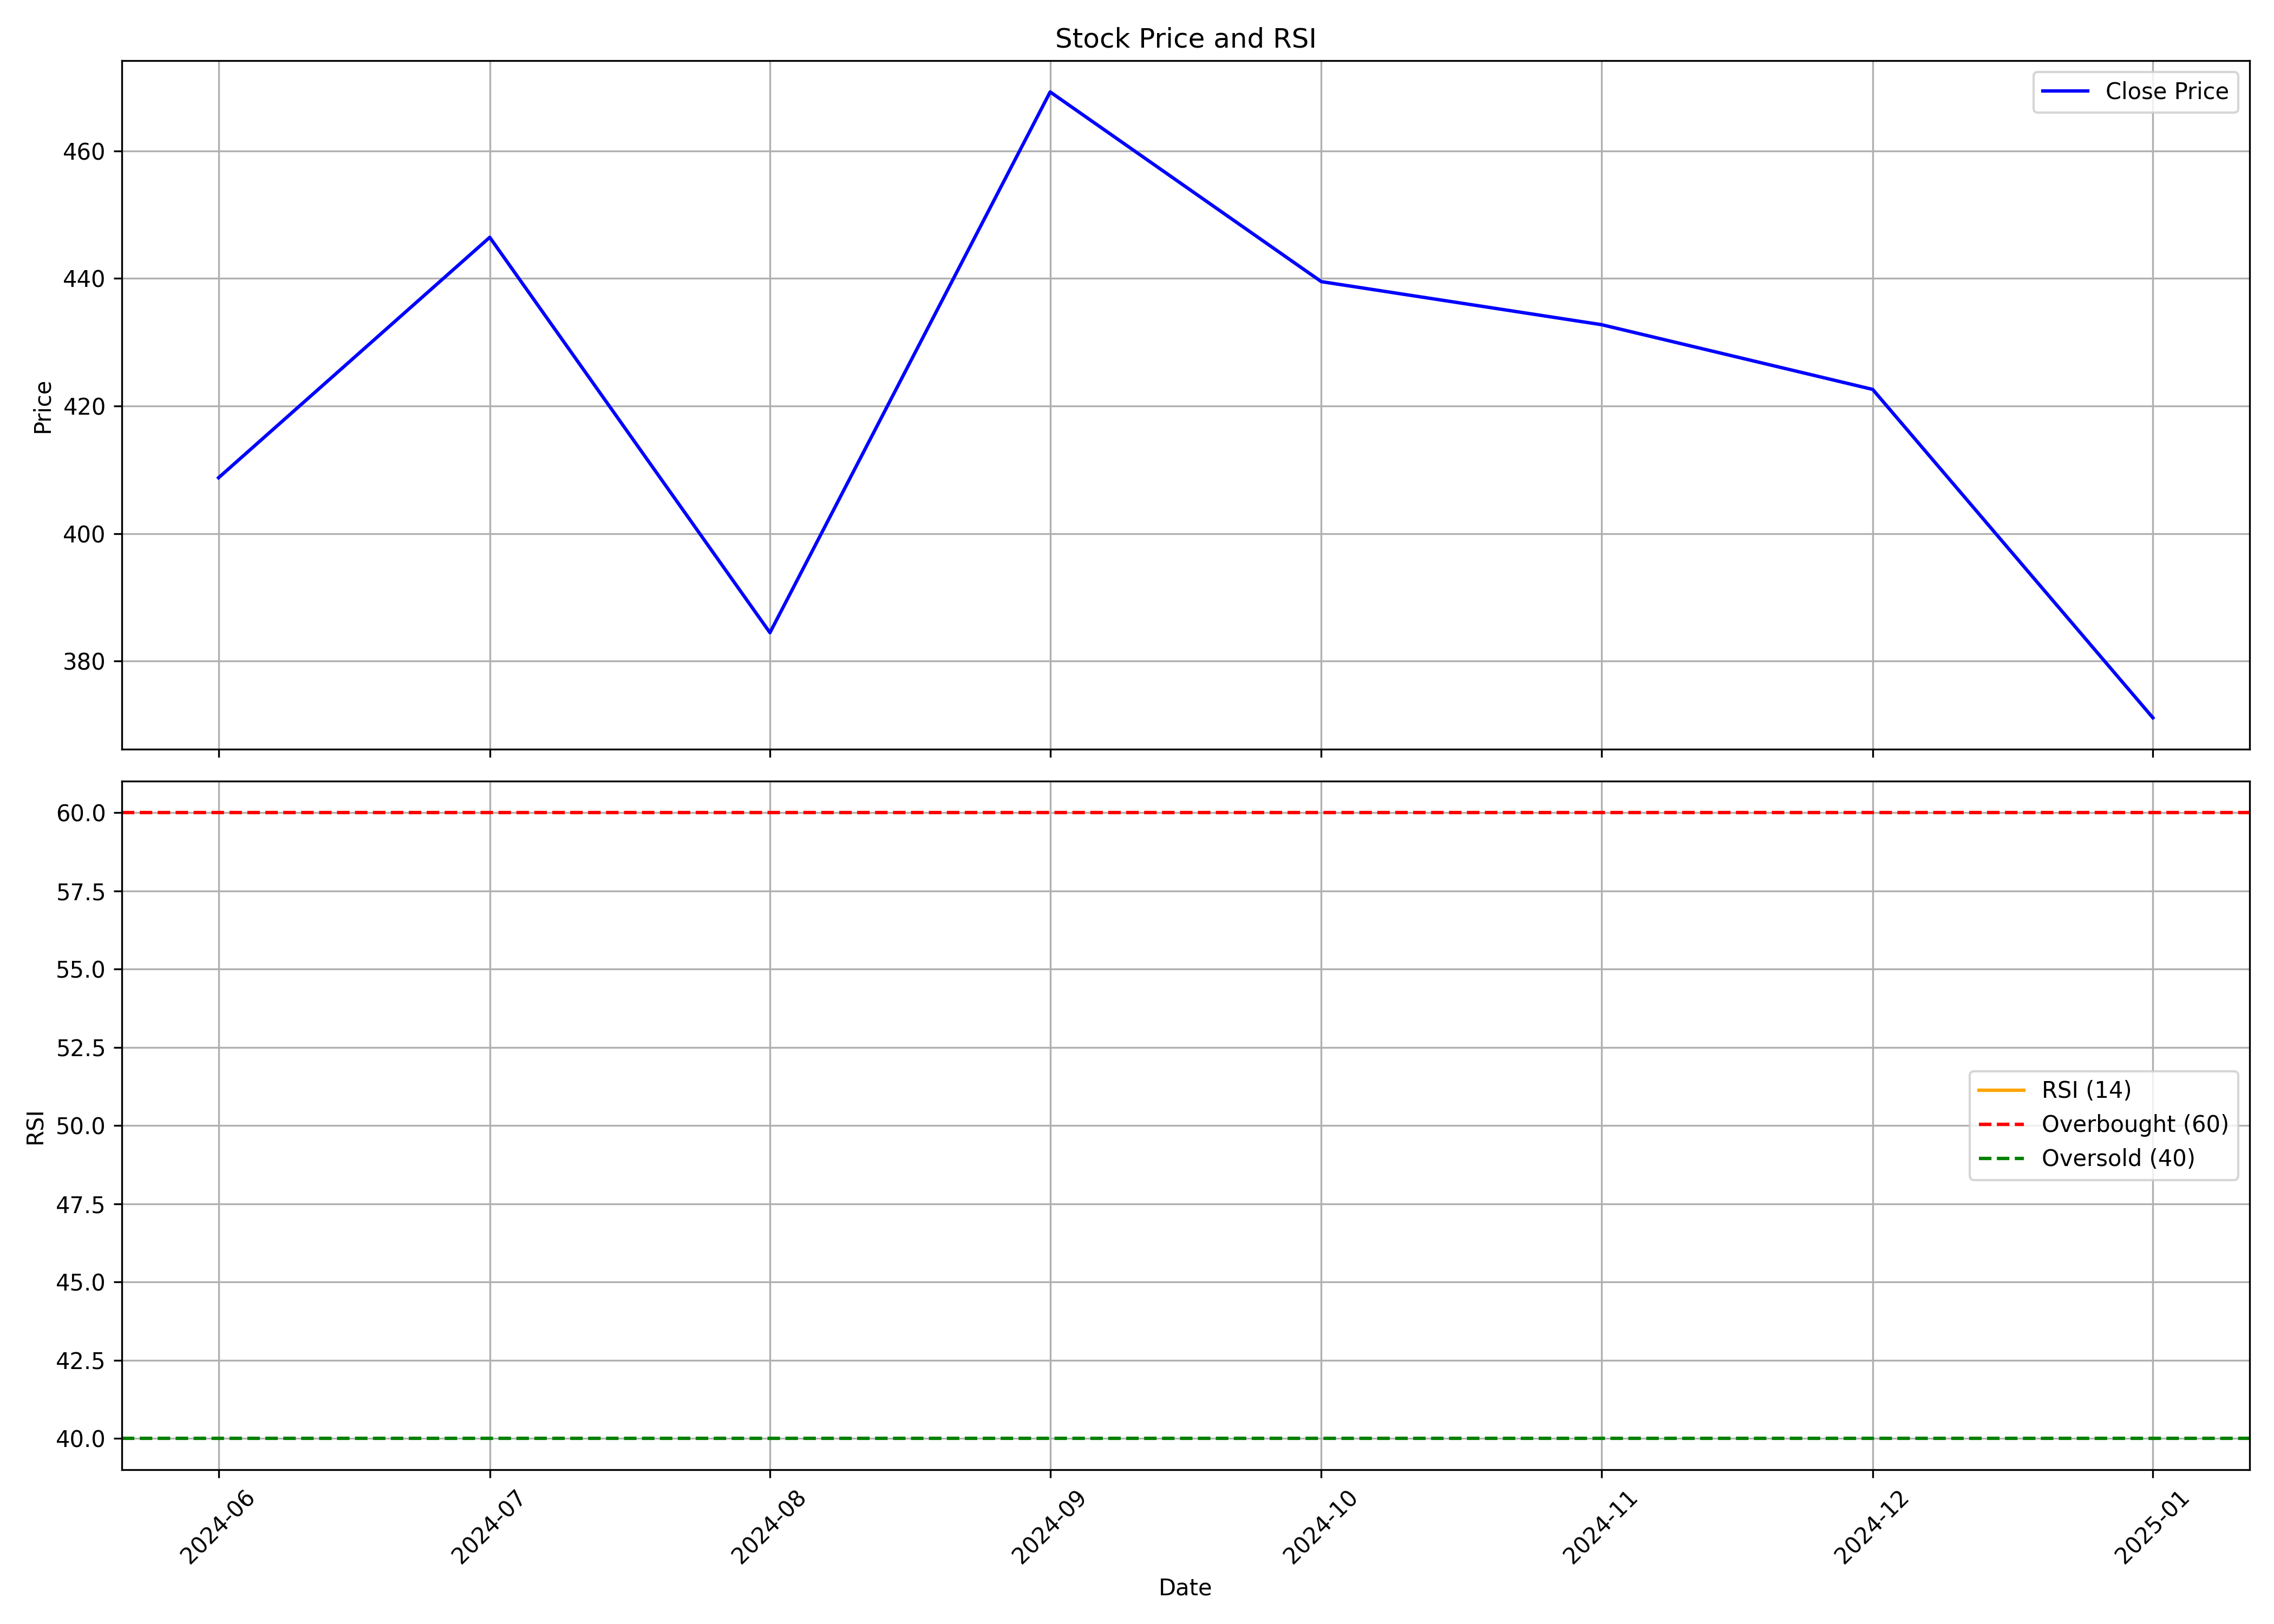 Stock Price and RSI
Close Price
Price
460
440
420
400
380
RSI
60.0
57.5
55.0
52.5
50.0
47.5
45.0
42.5
40.0
RSI (14)
Overbought (60)
Oversold (40)
2024-06
2024-07
2024-08
2024-09
2024-10
2024-11
2024-12
2025-01
Date